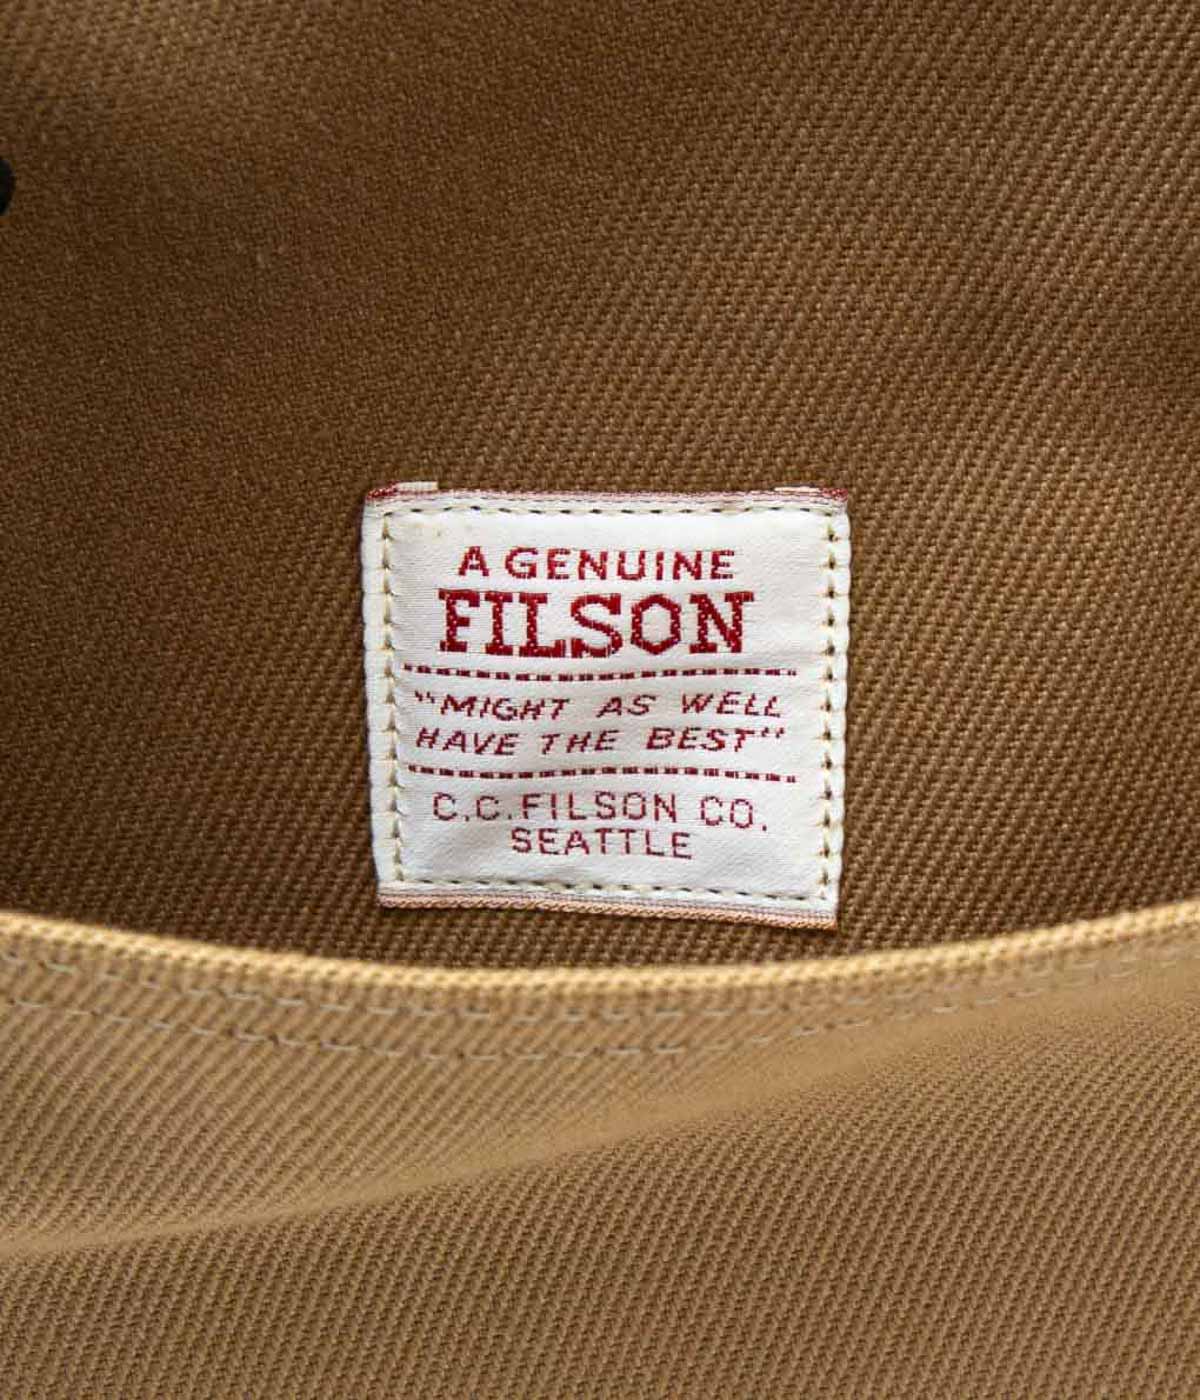 A GENUINE
FILSON
"MIGHT AS WELL
HAVE THE BEST"
C.C. FILSON CO.
SEATTLE